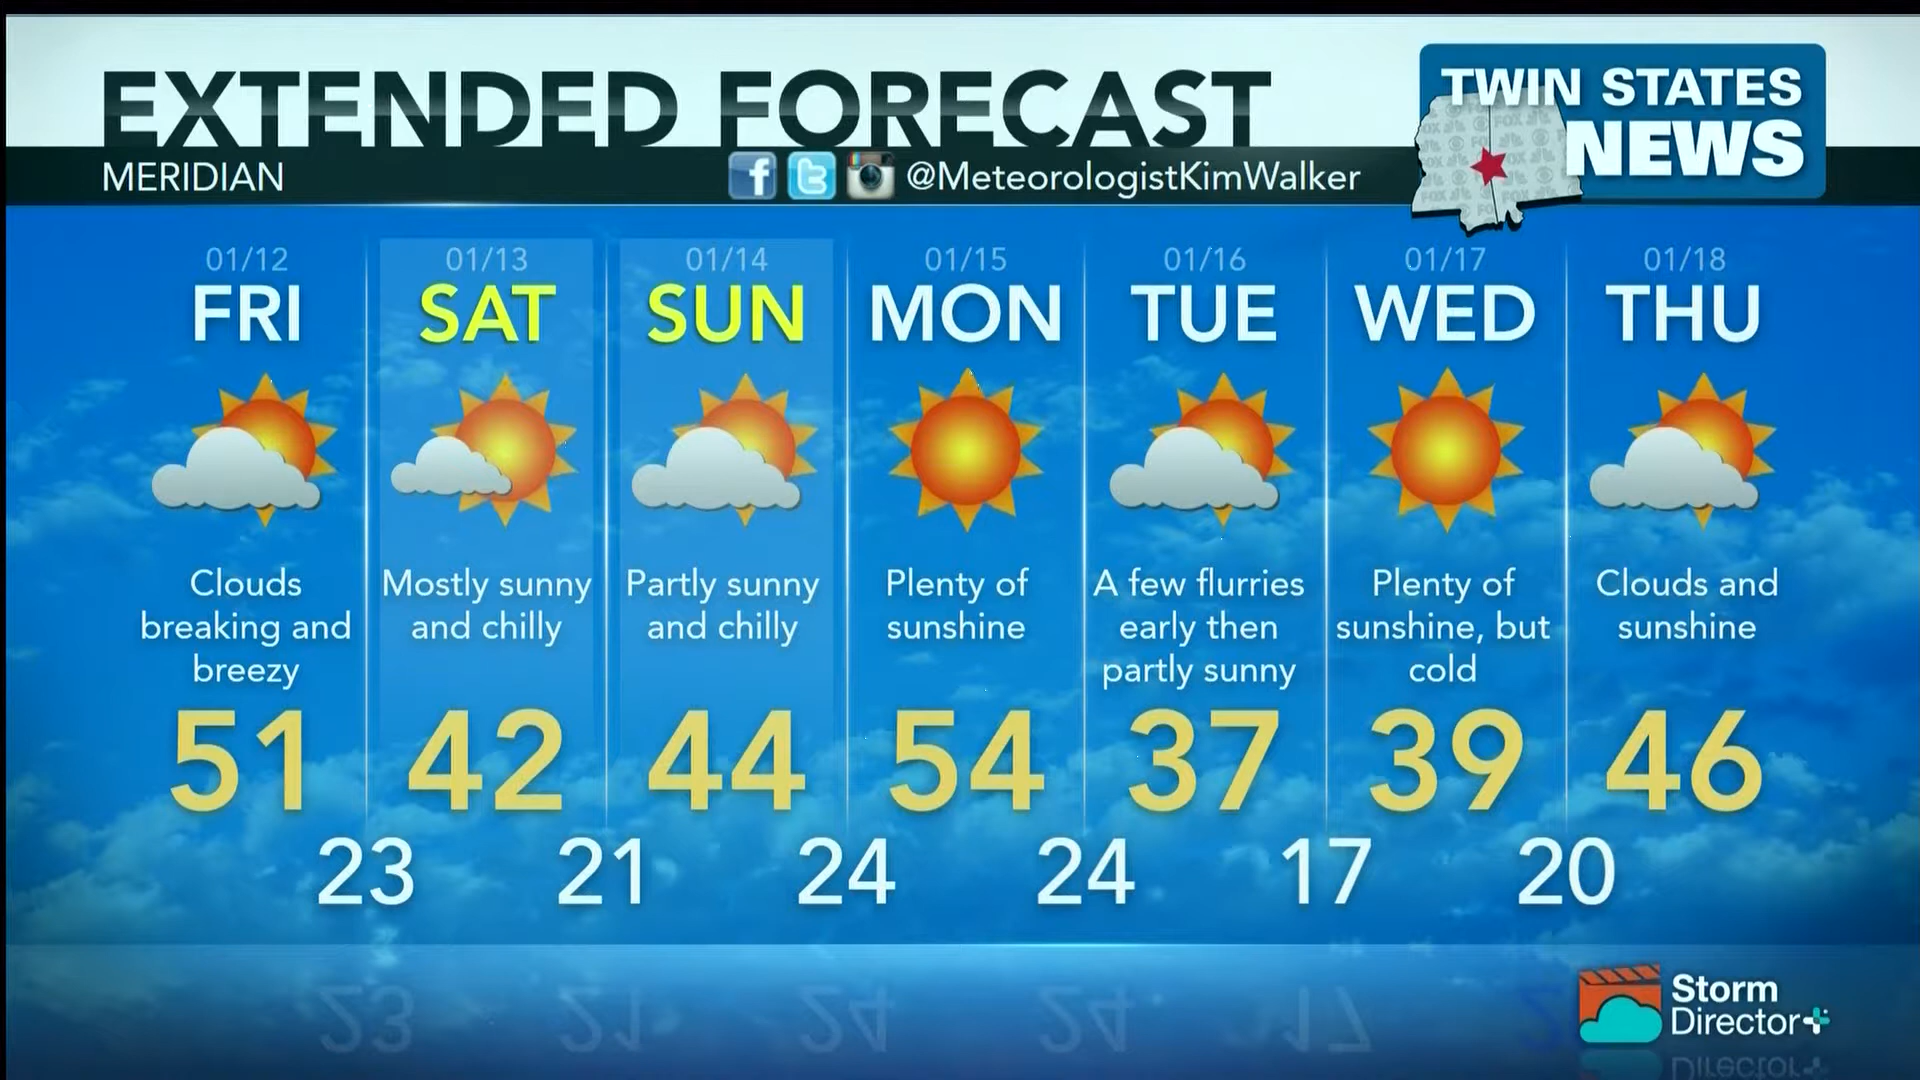 EXTENDED FORECAST
TWIN STATES
NEWS
MERIDIAN
@MeteorologistKimWalker
01/12
FRI
Clouds
breaking and
breezy
51
01/13
SAT
Mostly sunny
and chilly
42
01/14
SUN
Partly sunny
and chilly
44
01/15
MON
Plenty of
sunshine
54
01/16
TUE
A few flurries
early then
partly sunny
37
01/17
WED
Plenty of
sunshine, but
cold
39
01/18
THU
Clouds and
sunshine
46
23 21 24 24 17 20
Storm
Director+